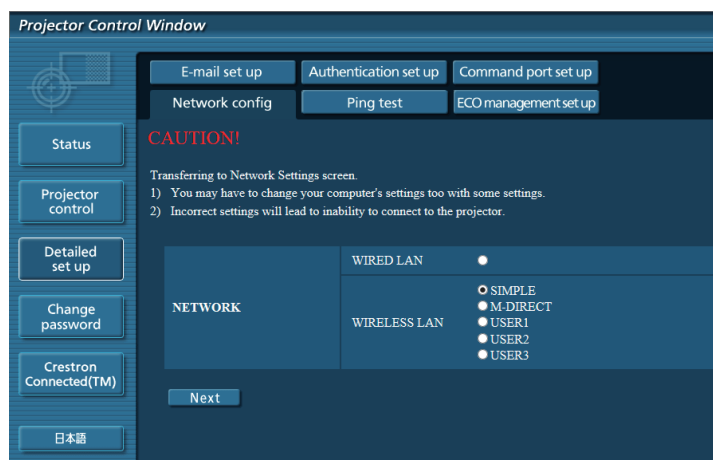 Projector Control Window
E-mail set up
Authentication set up
Command port set up
Network config
Ping test
ECO management set up
Status
Projector
control
Detailed
set up
Change
password
Crestron
Connected(TM)
日本語
CAUTION!
Transferring to Network Settings screen.
1) You may have to change your computer's settings too with some settings.
2) Incorrect settings will lead to inability to connect to the projector.
NETWORK
WIRED LAN
WIRELESS LAN
SIMPLE
M-DIRECT
USER1
USER2
USER3
Next